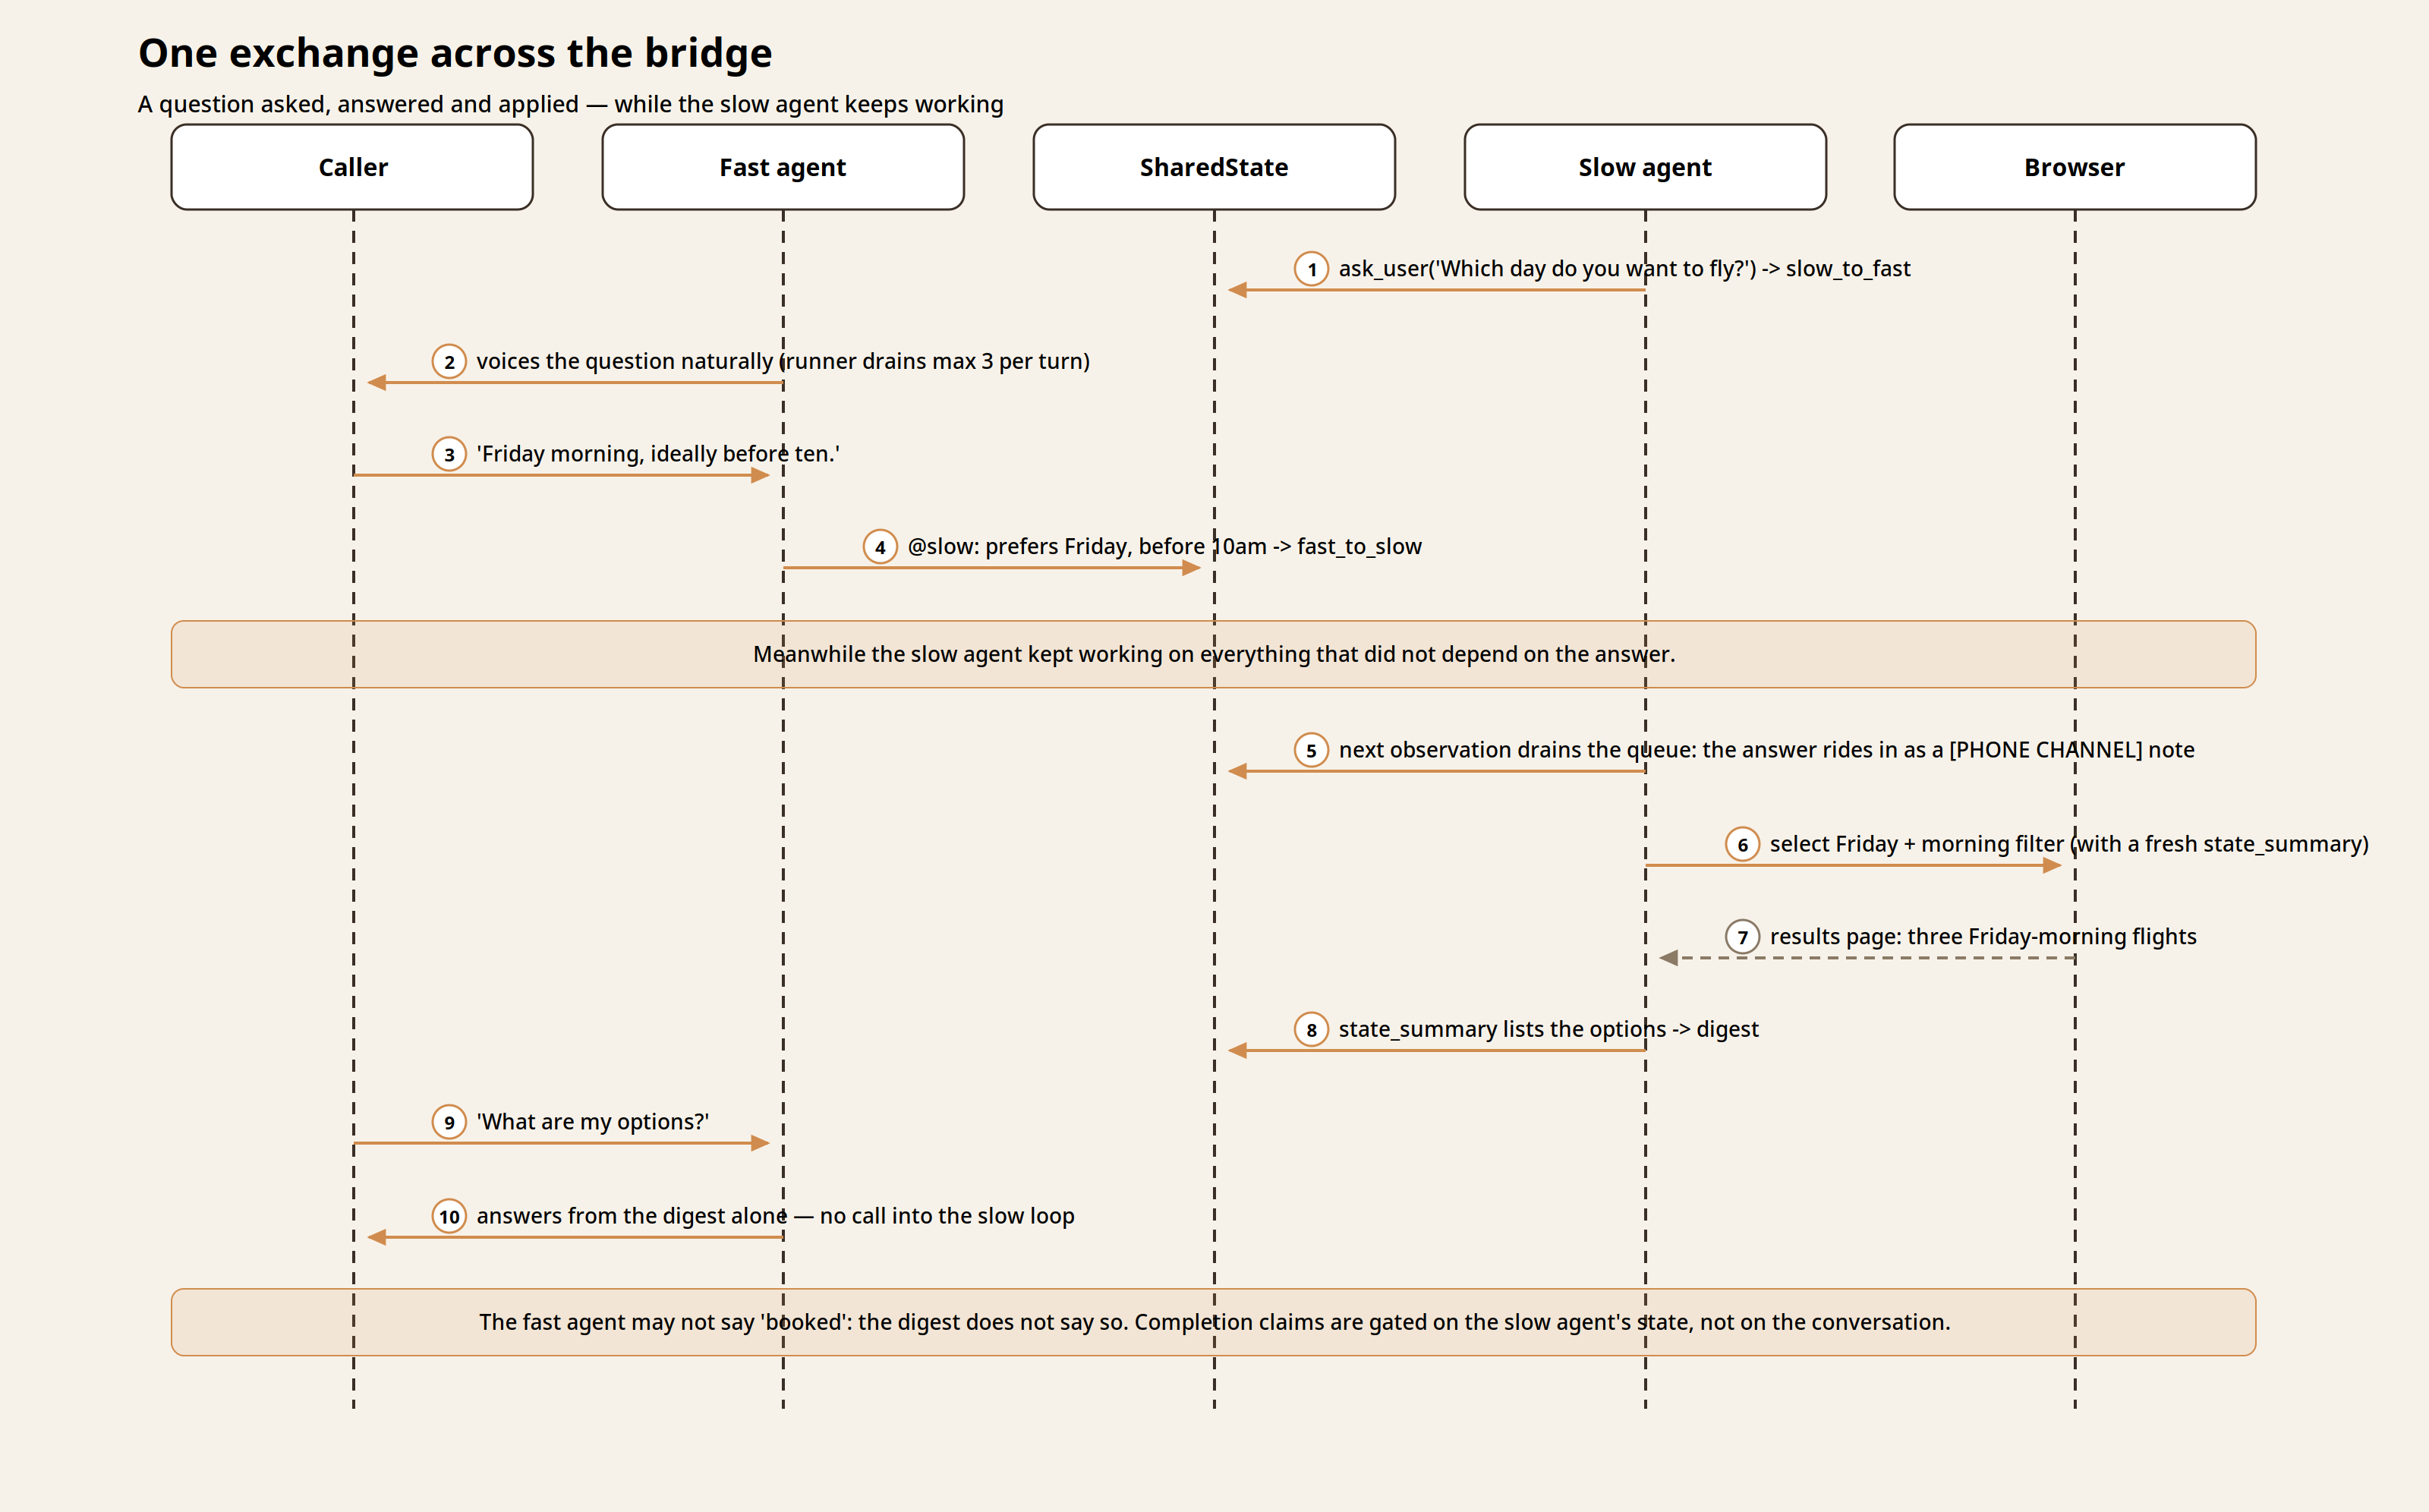 One exchange across the bridge
A question asked, answered and applied — while the slow agent keeps working
Caller
Fast agent
SharedState
Slow agent
Browser
1 ask_user('Which day do you want to fly?') -> slow_to_fast
2 voices the question naturally (runner drains max 3 per turn)
3 'Friday morning, ideally before ten.'
4 @slow: prefers Friday, before 10am -> fast_to_slow
Meanwhile the slow agent kept working on everything that did not depend on the answer.
5 next observation drains the queue: the answer rides in as a [PHONE CHANNEL] note
6 select Friday + morning filter (with a fresh state_summary)
7 results page: three Friday-morning flights
8 state_summary lists the options -> digest
9 'What are my options?'
10 answers from the digest alone — no call into the slow loop
The fast agent may not say 'booked': the digest does not say so. Completion claims are gated on the slow agent's state, not on the conversation.